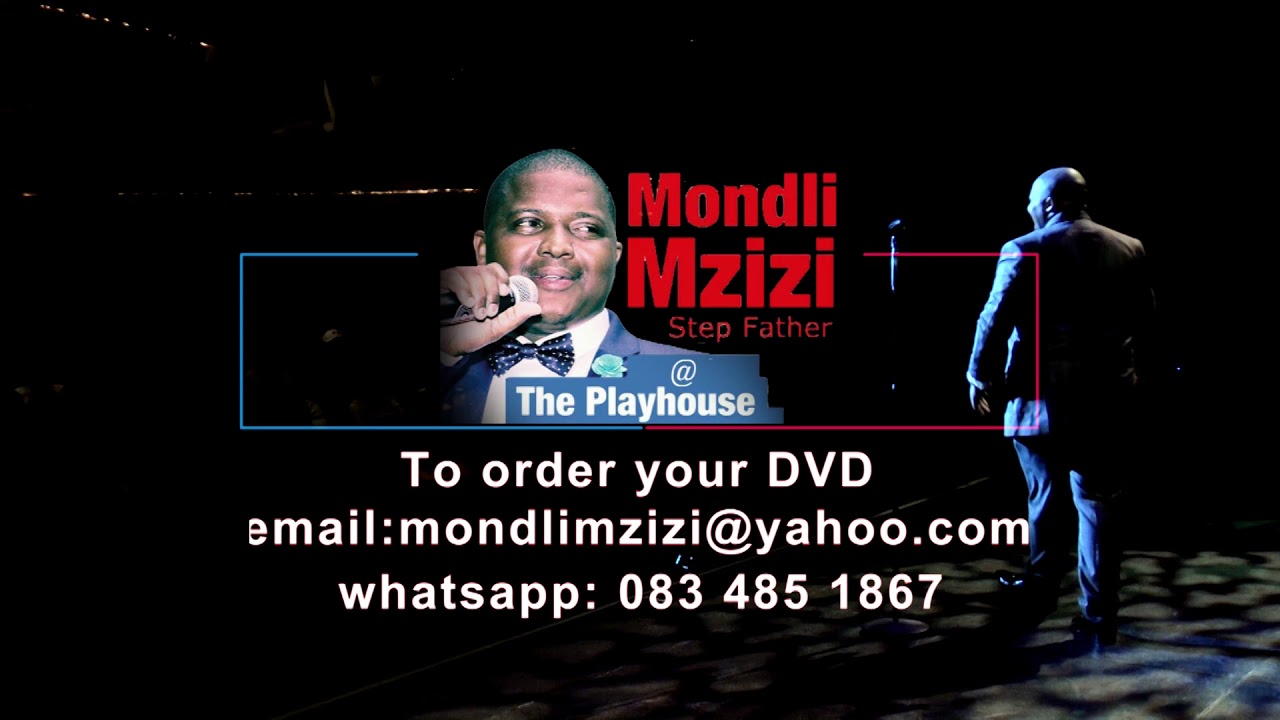 Mondli
Mzizi
Step Father
@
The Playhouse
To order your DVD
email:mondlimzizi@yahoo.com
whatsapp: 083 485 1867